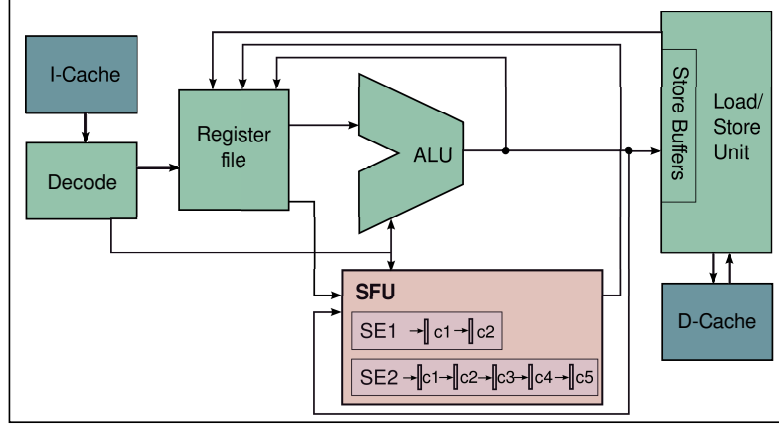 I-Cache
Decode
Register
file
ALU
Store Buffers
Load/
Store
Unit
D-Cache
SFU
SE1 c1 c2
SE2 c1 c2 c3 c4 c5